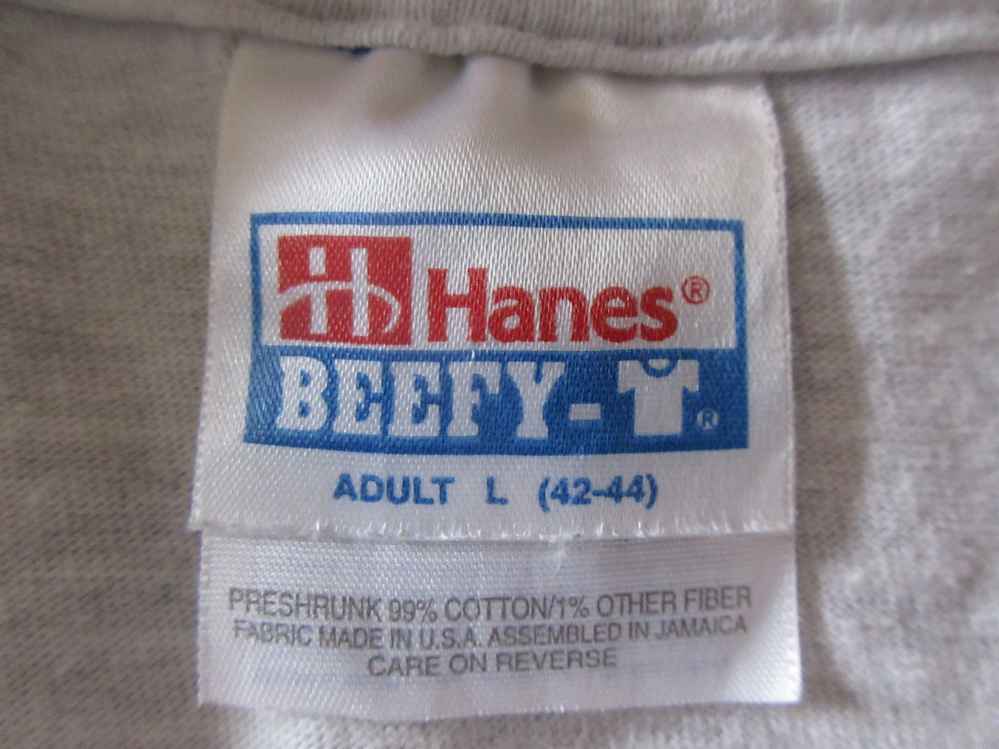 H Hanes®
BEEFY-T®
ADULT L (42-44)
PRESHRUNK 99% COTTON/1% OTHER FIBER
FABRIC MADE IN U.S.A. ASSEMBLED IN JAMAICA
CARE ON REVERSE